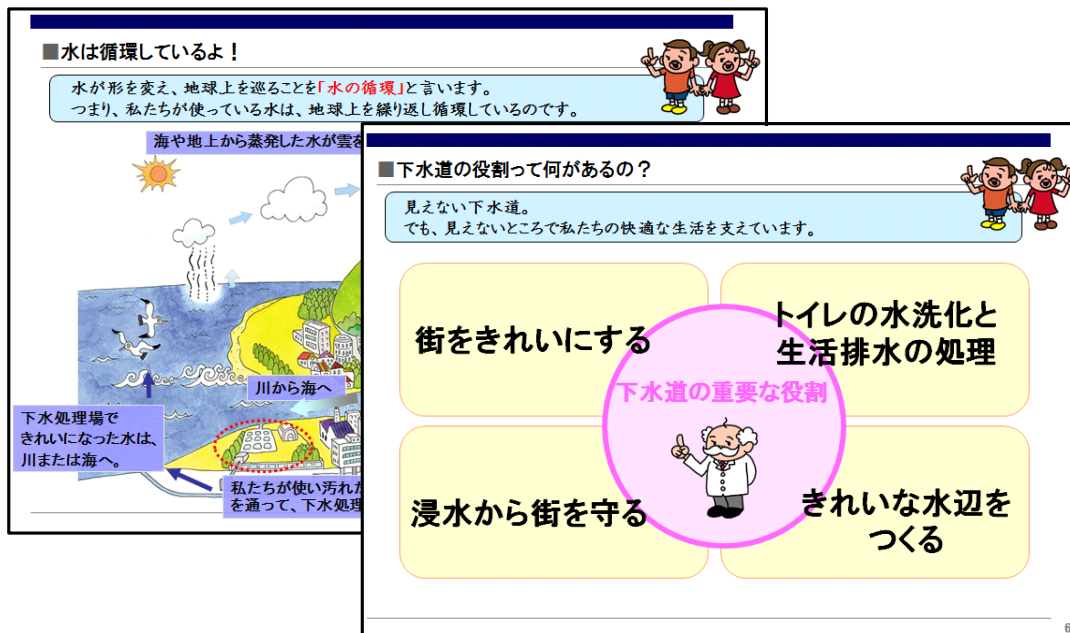 ■水は循環しているよ！
水が形を変え、地球上を巡ることを「水の循環」と言います。
つまり、私たちが使っている水は、地球上を繰り返し循環しているのです。
海や地上から蒸発した水が雲を
川から海へ
下水処理場で
きれいになった水は、
川または海へ。
私たちが使い汚れた
を通って、下水処理
■下水道の役割って何があるの？
見えない下水道。
でも、見えないところで私たちの快適な生活を支えています。
街をきれいにする
トイレの水洗化と
生活排水の処理
下水道の重要な役割
浸水から街を守る
きれいな水辺を
つくる
6